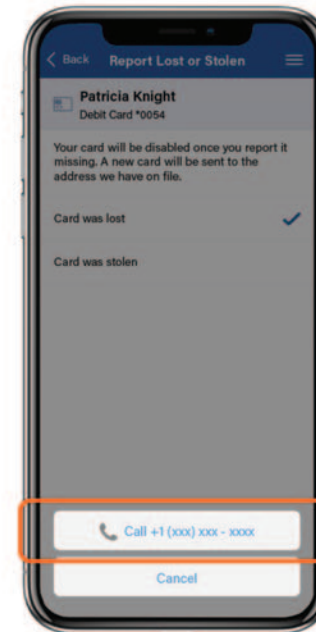 Back Report Lost or Stolen
Patricia Knight
Debit Card *0054
Your card will be disabled once you report it
missing. A new card will be sent to the
address we have on file.
Card was lost
Card was stolen
Call +1 (xxx) xxx - xxxx
Cancel